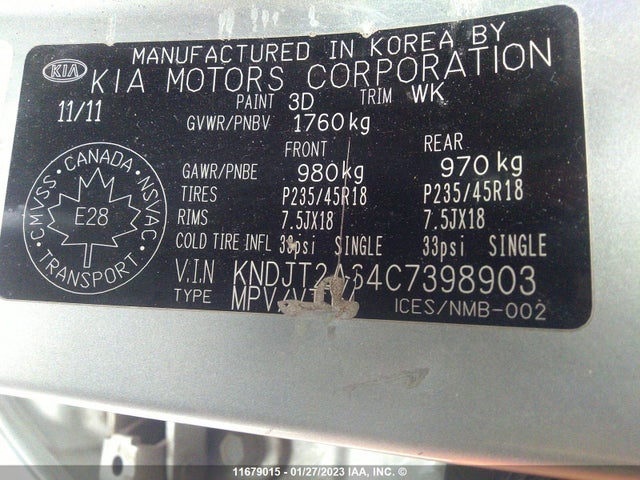 MANUFACTURED IN KOREA BY
KIA KIA MOTORS CORPORATION
11/11 PAINT 3D TRIM WK
GVWR/PNBV 1760kg
FRONT REAR
GAWR/PNBE 980kg 970kg
TIRES P235/45R18 P235/45R18
RIMS 7.5JX18 7.5JX18
COLD TIRE INFL 33psi SINGLE 33psi SINGLE
CMVSS · CANADA · NSVAC
E28
TRANSPORT
V.I.N KNDJT2A64C7398903
TYPE
ICES/NMB-002
11679015 - 01/27/2023 IAA, INC. ©